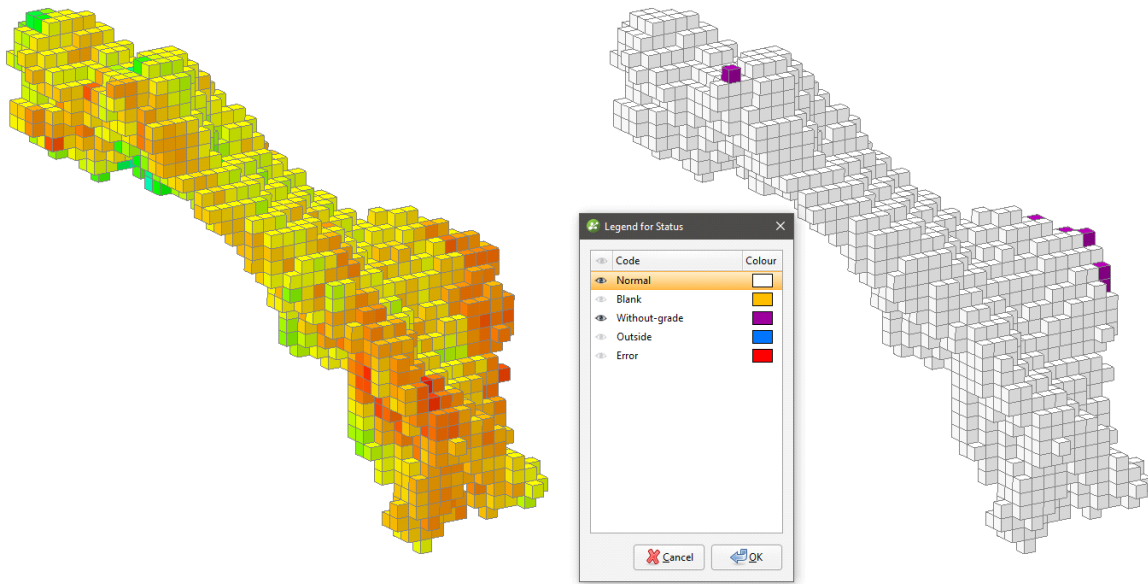 Legend for Status
Code Colour
Normal
Blank
Without-grade
Outside
Error
Cancel OK